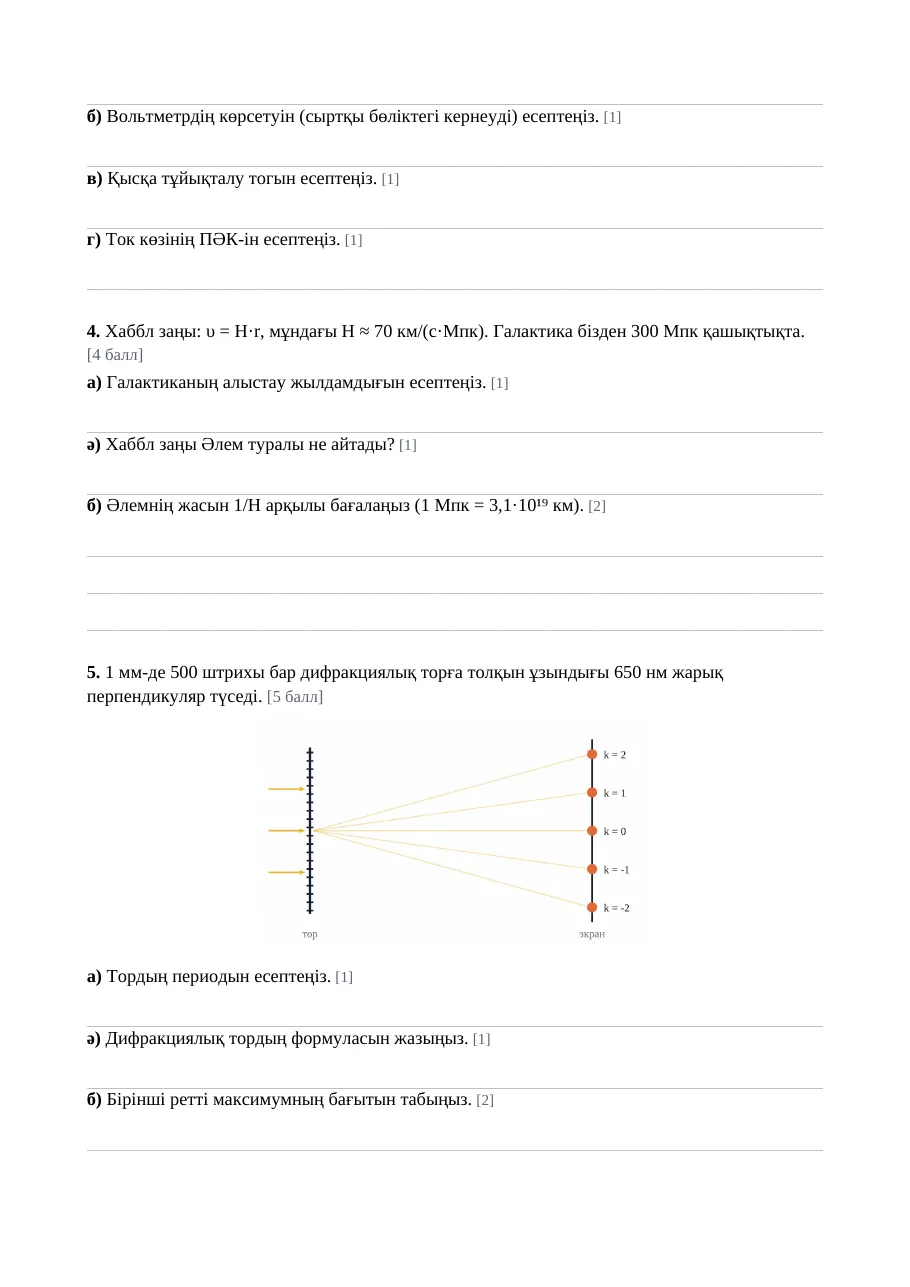 б) Вольтметрдің көрсетуін (сыртқы бөліктегі кернеуді) есептеңіз. [1]
в) Қысқа тұйықталу тогын есептеңіз. [1]
г) Ток көзінің ПӘК-ін есептеңіз. [1]
4. Хаббл заңы: υ = H·r, мұндағы H ≈ 70 км/(с·Мпк). Галактика бізден 300 Мпк қашықтықта.
[4 балл]
а) Галактиканың алыстау жылдамдығын есептеңіз. [1]
ә) Хаббл заңы Әлем туралы не айтады? [1]
б) Әлемнің жасын 1/H арқылы бағалаңыз (1 Мпк = 3,1·10¹⁹ км). [2]
5. 1 мм-де 500 штрихы бар дифракциялық торға толқын ұзындығы 650 нм жарық
перпендикуляр түседі. [5 балл]
k = 2
k = 1
k = 0
k = -1
k = -2
тор экран
а) Тордың периодын есептеңіз. [1]
ә) Дифракциялық тордың формуласын жазыңыз. [1]
б) Бірінші ретті максимумның бағытын табыңыз. [2]